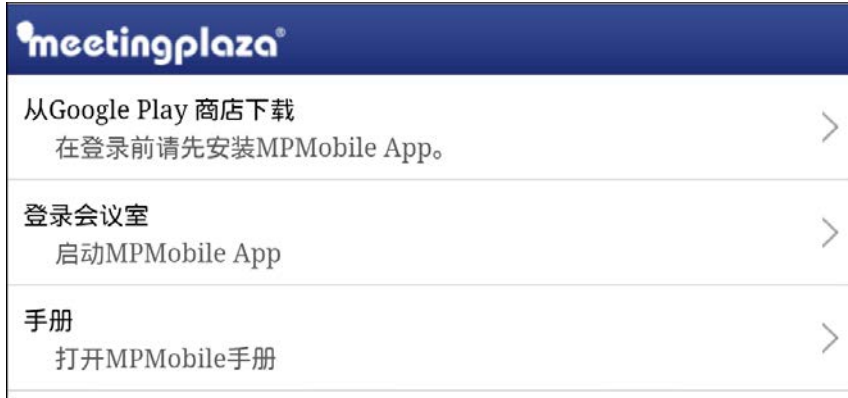 meetingplaza®
从Google Play 商店下载
在登录前请先安装MPMobile App。
登录会议室
启动MPMobile App
手册
打开MPMobile手册